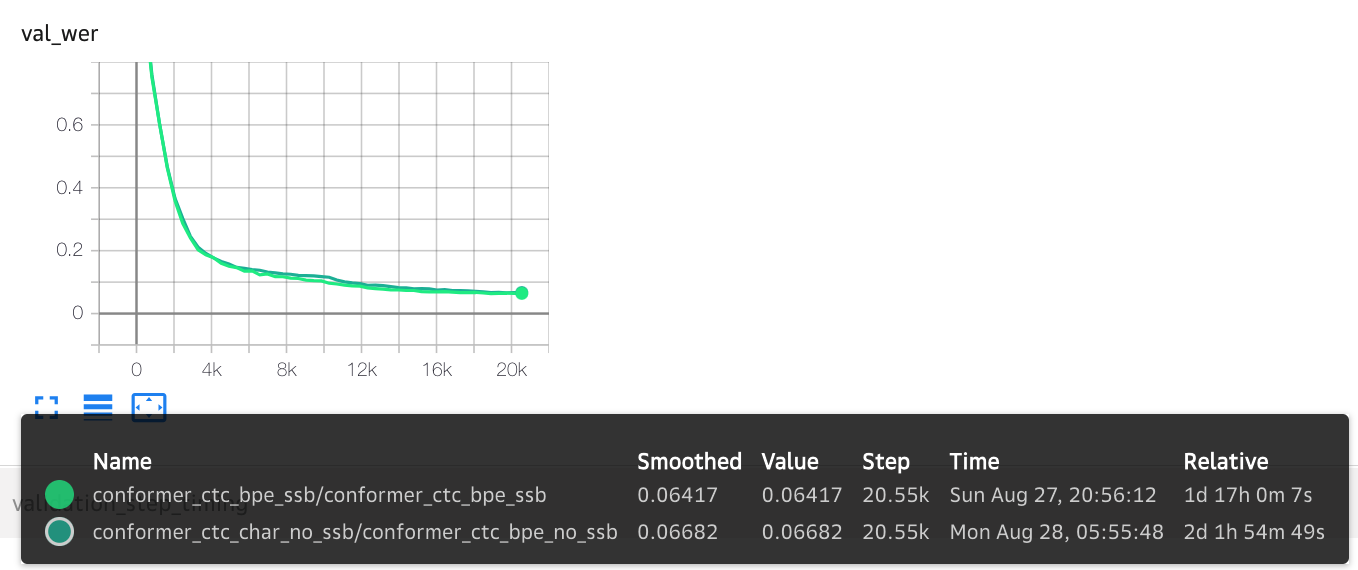 val_wer
0.6
0.4
0.2
0
0 4k 8k 12k 16k 20k
Name Smoothed Value Step Time Relative
conformer_ctc_bpe_ssb/conformer_ctc_bpe_ssb 0.06417 0.06417 20.55k Sun Aug 27, 20:56:12 1d 17h 0m 7s
validation_step_timing
conformer_ctc_char_no_ssb/conformer_ctc_bpe_no_ssb 0.06682 0.06682 20.55k Mon Aug 28, 05:55:48 2d 1h 54m 49s